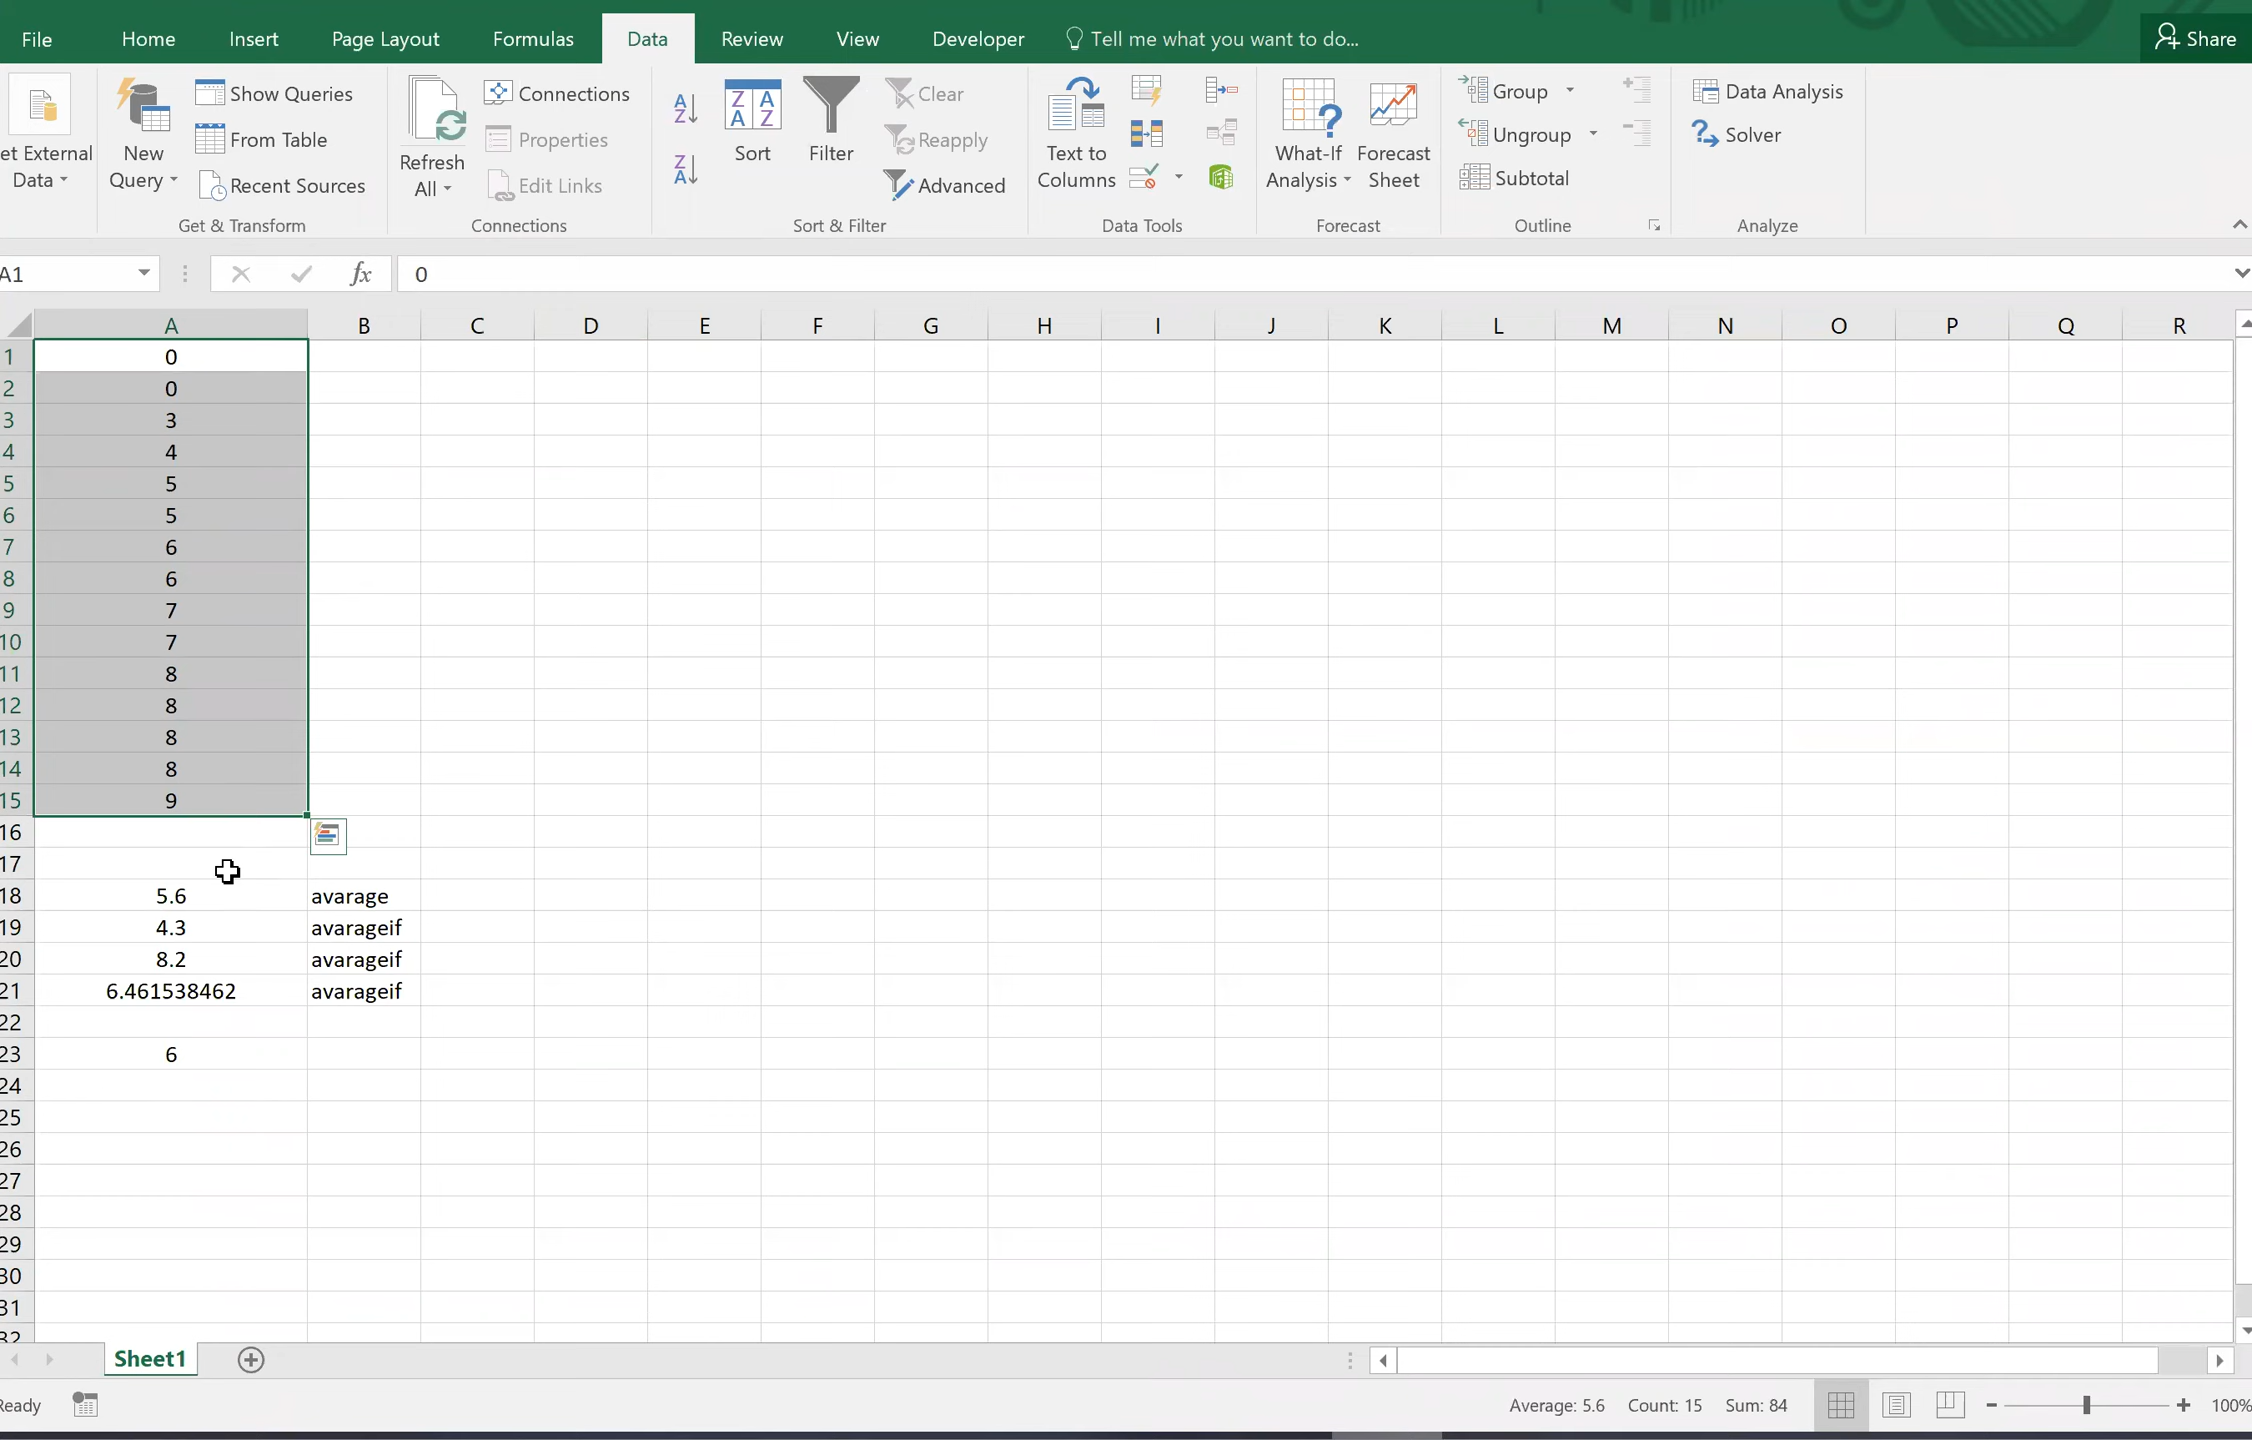 File Home Insert Page Layout Formulas Data Review View Developer Tell me what you want to do... Share
et External Data
New Query
Show Queries
From Table
Recent Sources
Get & Transform
Refresh All
Connections
Properties
Edit Links
Connections
Sort
Filter
Clear
Reapply
Advanced
Sort & Filter
Text to Columns
Data Tools
What-If Analysis
Forecast Sheet
Forecast
Group
Ungroup
Subtotal
Outline
Data Analysis
Solver
Analyze
A1 fx 0
A B C D E F G H I J K L M N O P Q R
1 0
2 0
3 3
4 4
5 5
6 5
7 6
8 6
9 7
10 7
11 8
12 8
13 8
14 8
15 9
16
17
18 5.6 avarage
19 4.3 avarageif
20 8.2 avarageif
21 6.461538462 avarageif
22
23 6
24
25
26
27
28
29
30
31
32
Sheet1
Ready Average: 5.6 Count: 15 Sum: 84 100%